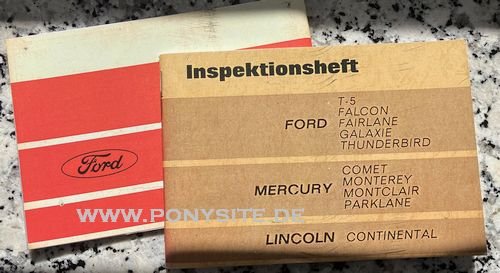 Inspektionsheft
FORD
T-5
FALCON
FAIRLANE
GALAXIE
THUNDERBIRD
MERCURY
COMET
MONTEREY
MONTCLAIR
PARKLANE
LINCOLN CONTINENTAL
Ford
WWW.PONYSITE.DE